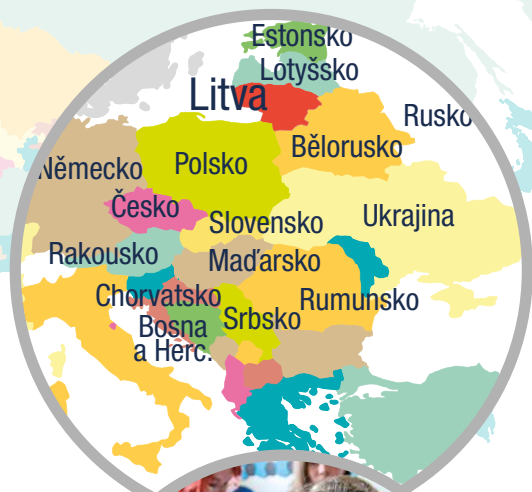 Estonsko
Lotyšsko
Litva
Rusko
Bělorusko
Německo
Polsko
Česko
Slovensko
Ukrajina
Rakousko
Maďarsko
Chorvatsko
Rumunsko
Bosna
a Herc.
Srbsko